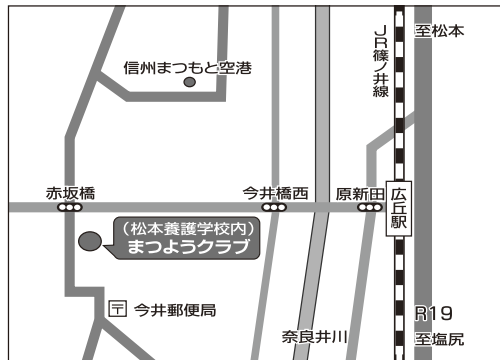 至松本
JR篠ノ井線
信州まつもと空港
赤坂橋
今井橋西
原新田
広丘駅
(松本養護学校内)
まつようクラブ
〒 今井郵便局
奈良井川
R19
至塩尻